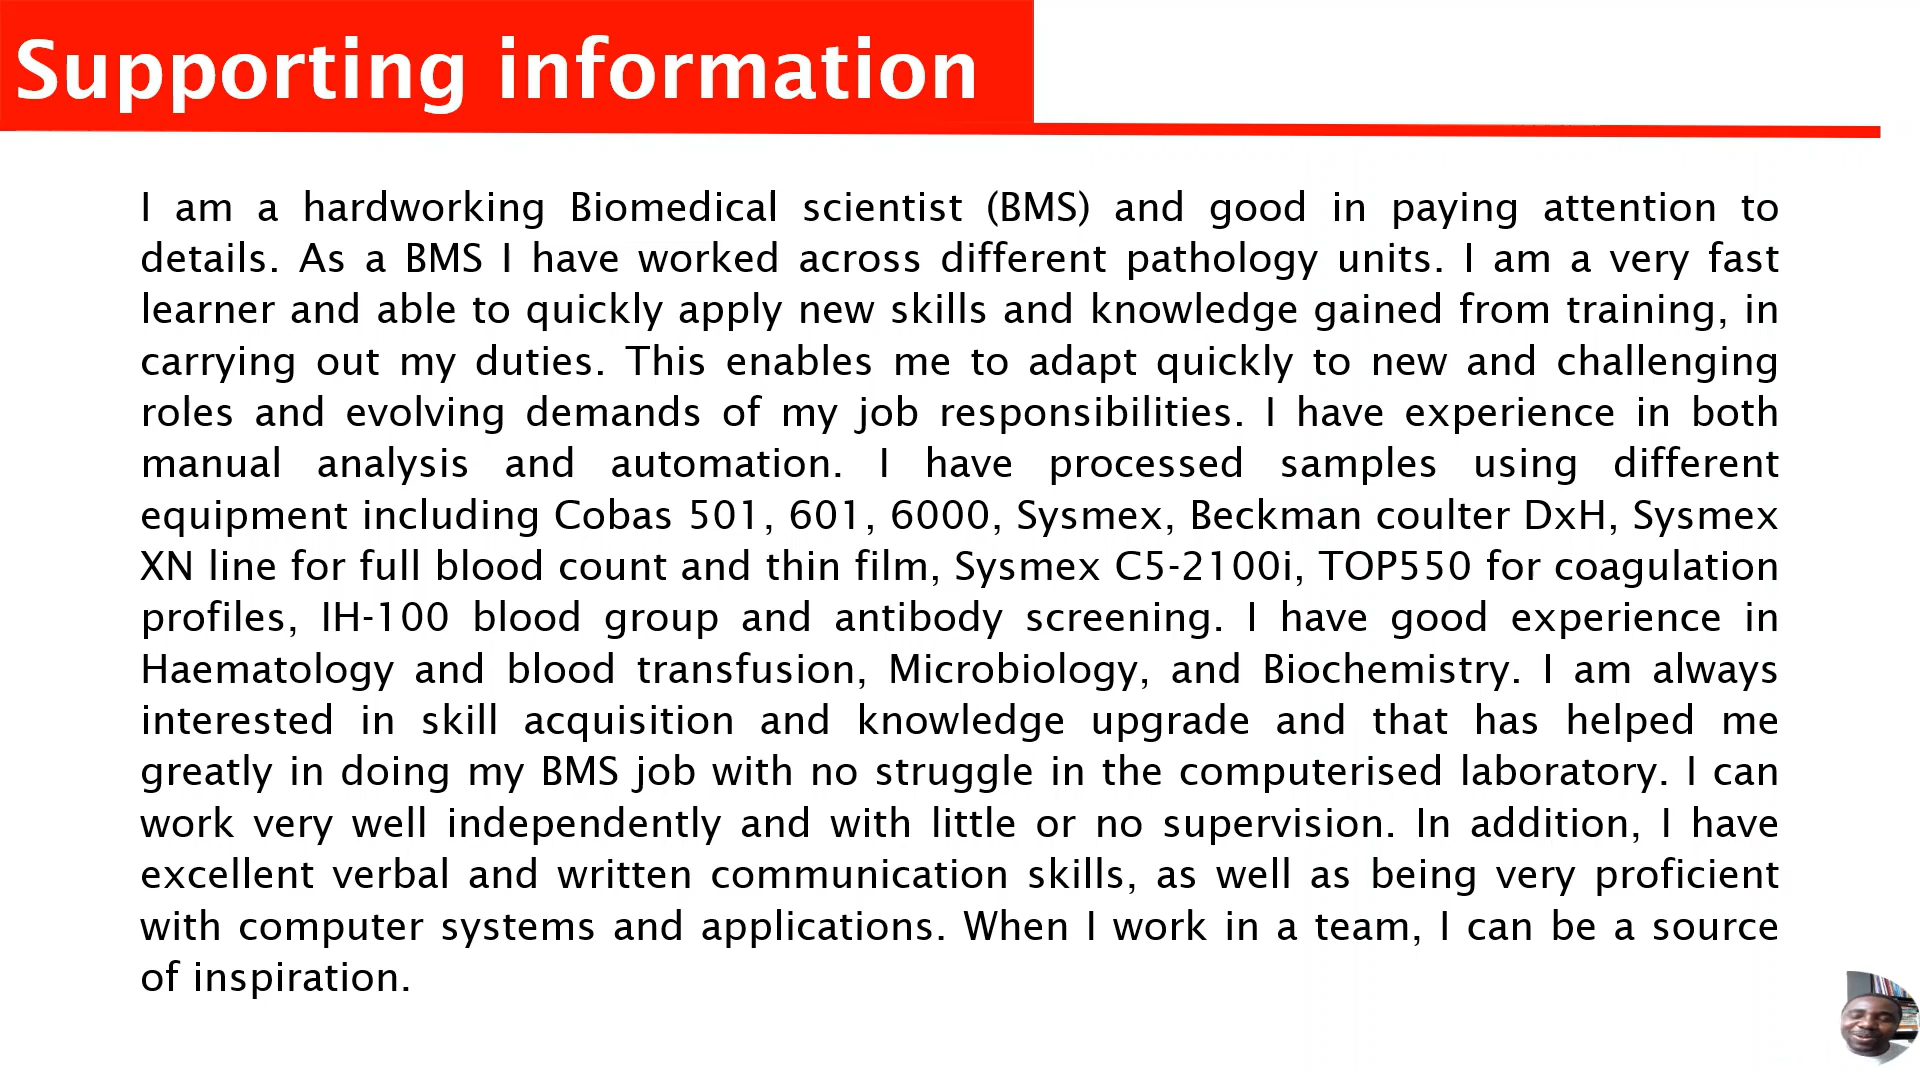 Supporting information
I am a hardworking Biomedical scientist (BMS) and good in paying attention to
details. As a BMS I have worked across different pathology units. I am a very fast
learner and able to quickly apply new skills and knowledge gained from training, in
carrying out my duties. This enables me to adapt quickly to new and challenging
roles and evolving demands of my job responsibilities. I have experience in both
manual analysis and automation. I have processed samples using different
equipment including Cobas 501, 601, 6000, Sysmex, Beckman coulter DxH, Sysmex
XN line for full blood count and thin film, Sysmex C5-2100i, TOP550 for coagulation
profiles, IH-100 blood group and antibody screening. I have good experience in
Haematology and blood transfusion, Microbiology, and Biochemistry. I am always
interested in skill acquisition and knowledge upgrade and that has helped me
greatly in doing my BMS job with no struggle in the computerised laboratory. I can
work very well independently and with little or no supervision. In addition, I have
excellent verbal and written communication skills, as well as being very proficient
with computer systems and applications. When I work in a team, I can be a source
of inspiration.